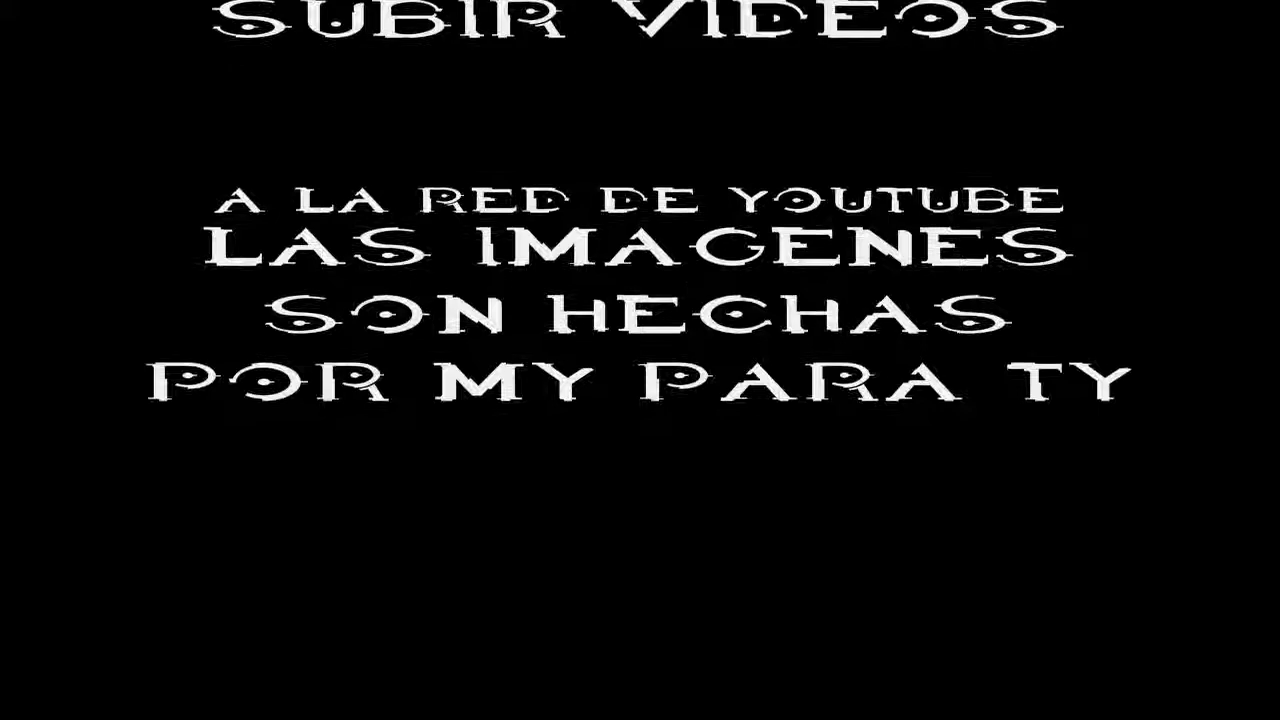 SUBIR VIDEOS
A LA RED DE YOUTUBE
LAS IMAGENES
SON HECHAS
POR MY PARA TY